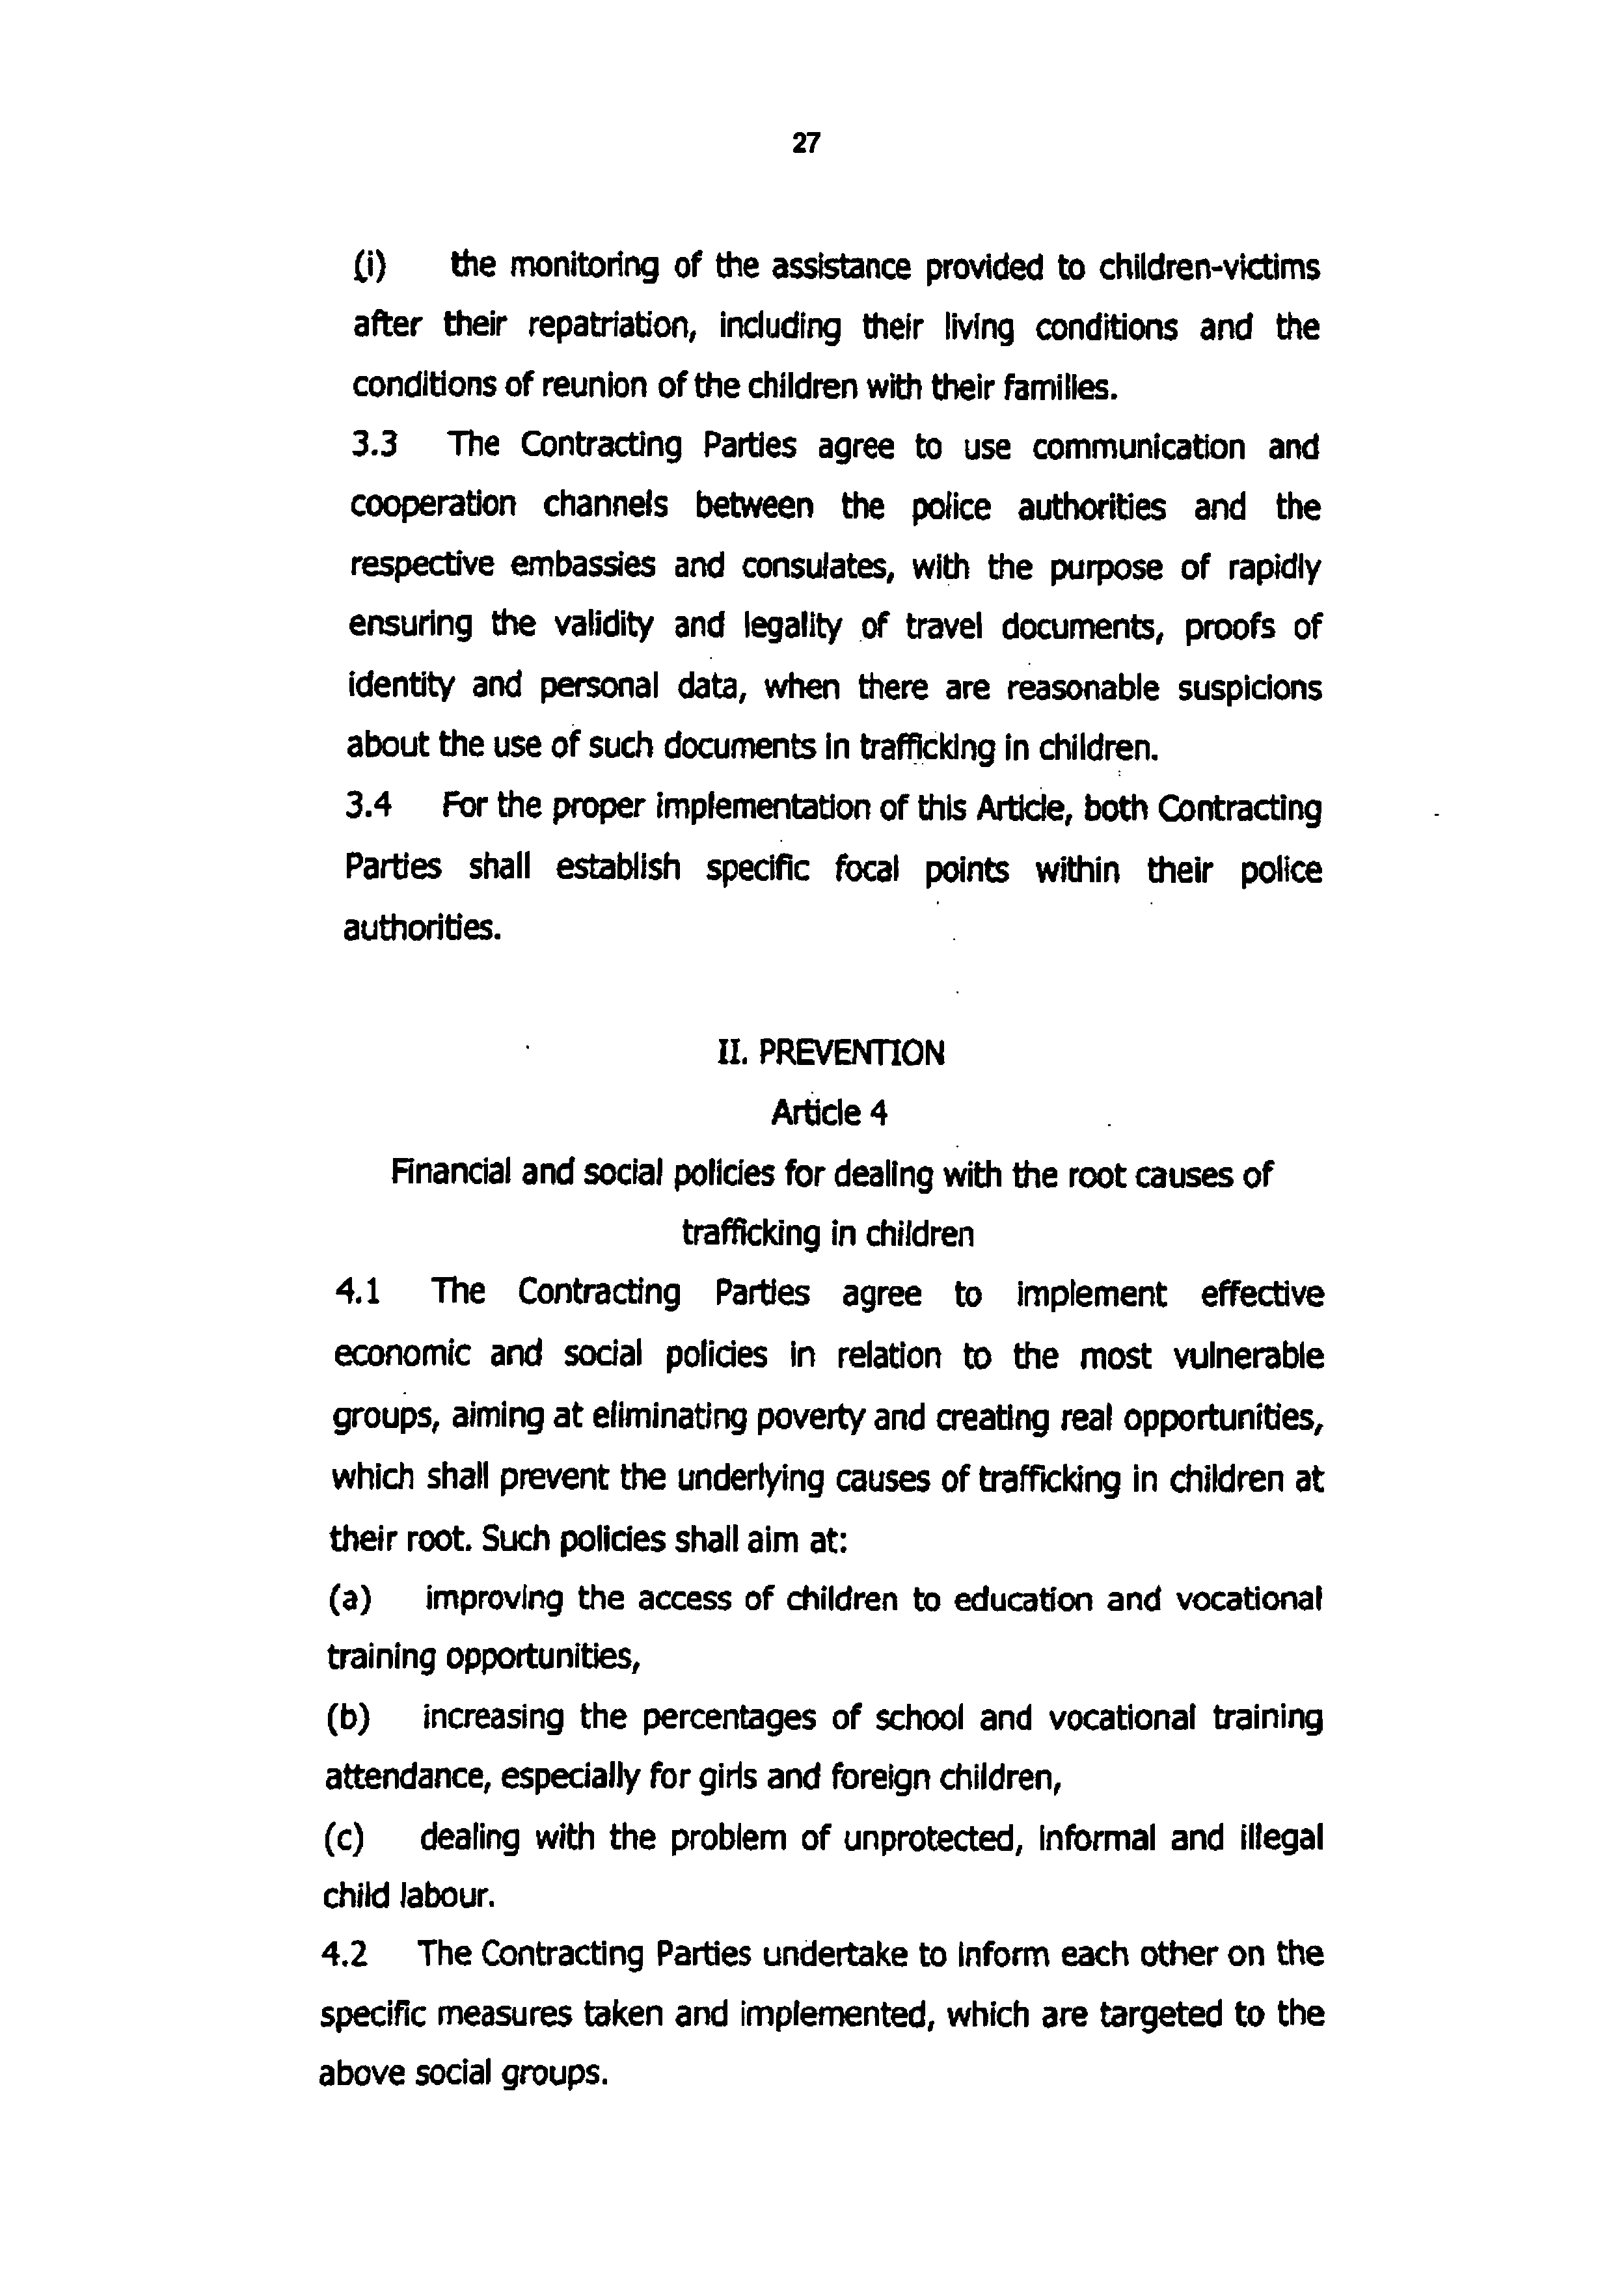 27
(i) the monitoring of the assistance provided to children-victims
after their repatriation, including their living conditions and the
conditions of reunion of the children with their families.
3.3 The Contracting Parties agree to use communication and
cooperation channels between the police authorities and the
respective embassies and consulates, with the purpose of rapidly
ensuring the validity and legality of travel documents, proofs of
identity and personal data, when there are reasonable suspicions
about the use of such documents in trafficking in children.
3.4 For the proper implementation of this Article, both Contracting
Parties shall establish specific focal points within their police
authorities.
II. PREVENTION
Article 4
Financial and social policies for dealing with the root causes of
trafficking in children
4.1 The Contracting Parties agree to implement effective
economic and social policies in relation to the most vulnerable
groups, aiming at eliminating poverty and creating real opportunities,
which shall prevent the underlying causes of trafficking in children at
their root. Such policies shall aim at:
(a) improving the access of children to education and vocational
training opportunities,
(b) increasing the percentages of school and vocational training
attendance, especially for girls and foreign children,
(c) dealing with the problem of unprotected, informal and illegal
child labour.
4.2 The Contracting Parties undertake to inform each other on the
specific measures taken and implemented, which are targeted to the
above social groups.